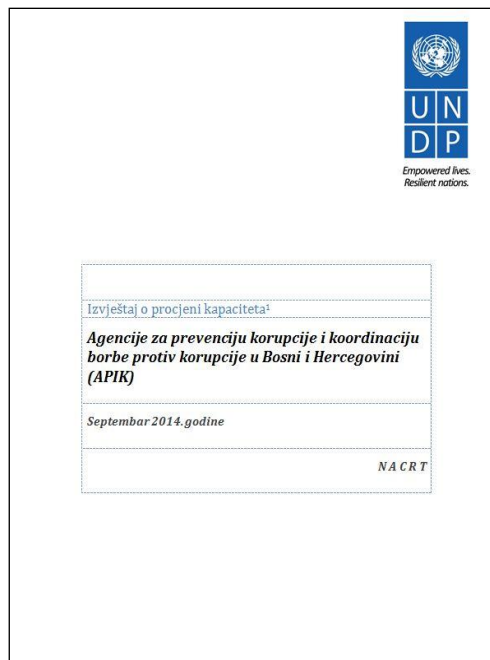 U N
D P
Empowered lives.
Resilient nations.
Izvještaj o procjeni kapaciteta¹
Agencije za prevenciju korupcije i koordinaciju
borbe protiv korupcije u Bosni i Hercegovini
(APIK)
Septembar 2014.godine
NACRT